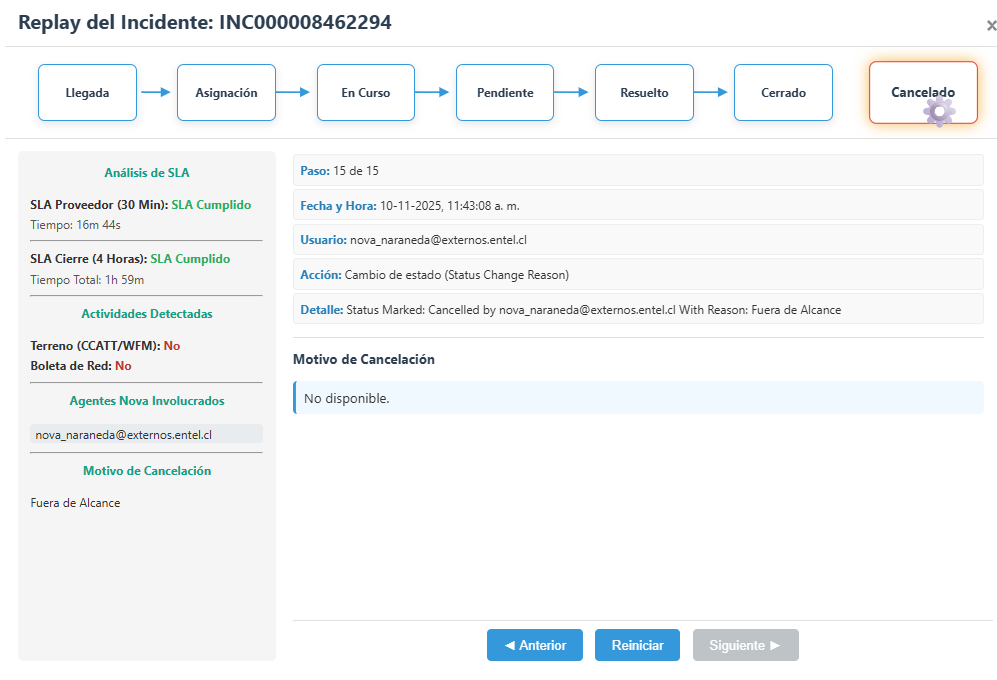 Replay del Incidente: INC000008462294
×
Llegada
Asignación
En Curso
Pendiente
Resuelto
Cerrado
Cancelado
Análisis de SLA
SLA Proveedor (30 Min): SLA Cumplido
Tiempo: 16m 44s
SLA Cierre (4 Horas): SLA Cumplido
Tiempo Total: 1h 59m
Actividades Detectadas
Terreno (CCATT/WFM): No
Boleta de Red: No
Agentes Nova Involucrados
nova_naraneda@externos.entel.cl
Motivo de Cancelación
Fuera de Alcance
Paso: 15 de 15
Fecha y Hora: 10-11-2025, 11:43:08 a. m.
Usuario: nova_naraneda@externos.entel.cl
Acción: Cambio de estado (Status Change Reason)
Detalle: Status Marked: Cancelled by nova_naraneda@externos.entel.cl With Reason: Fuera de Alcance
Motivo de Cancelación
No disponible.
◄ Anterior
Reiniciar
Siguiente ►